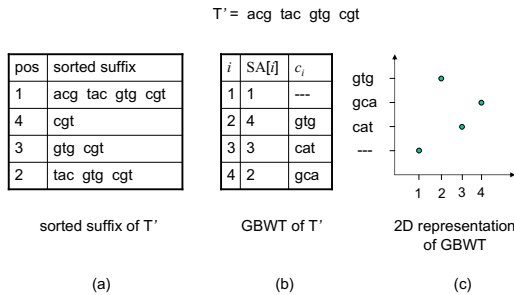 T' = acg tac gtg cgt
pos sorted suffix
1 acg tac gtg cgt
4 cgt
3 gtg cgt
2 tac gtg cgt
sorted suffix of T'
(a)
i SA[i] c_i
1 1 ---
2 4 gtg
3 3 cat
4 2 gca
GBWT of T'
(b)
gtg
gca
cat
---
1 2 3 4
2D representation
of GBWT
(c)